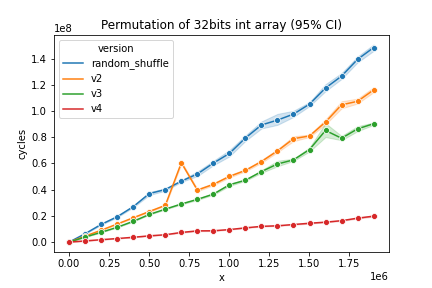 Permutation of 32bits int array (95% CI)
1e8
version
random_shuffle
v2
v3
v4
1.4
1.2
1.0
0.8
0.6
0.4
0.2
0.0
cycles
0.00 0.25 0.50 0.75 1.00 1.25 1.50 1.75
x
1e6